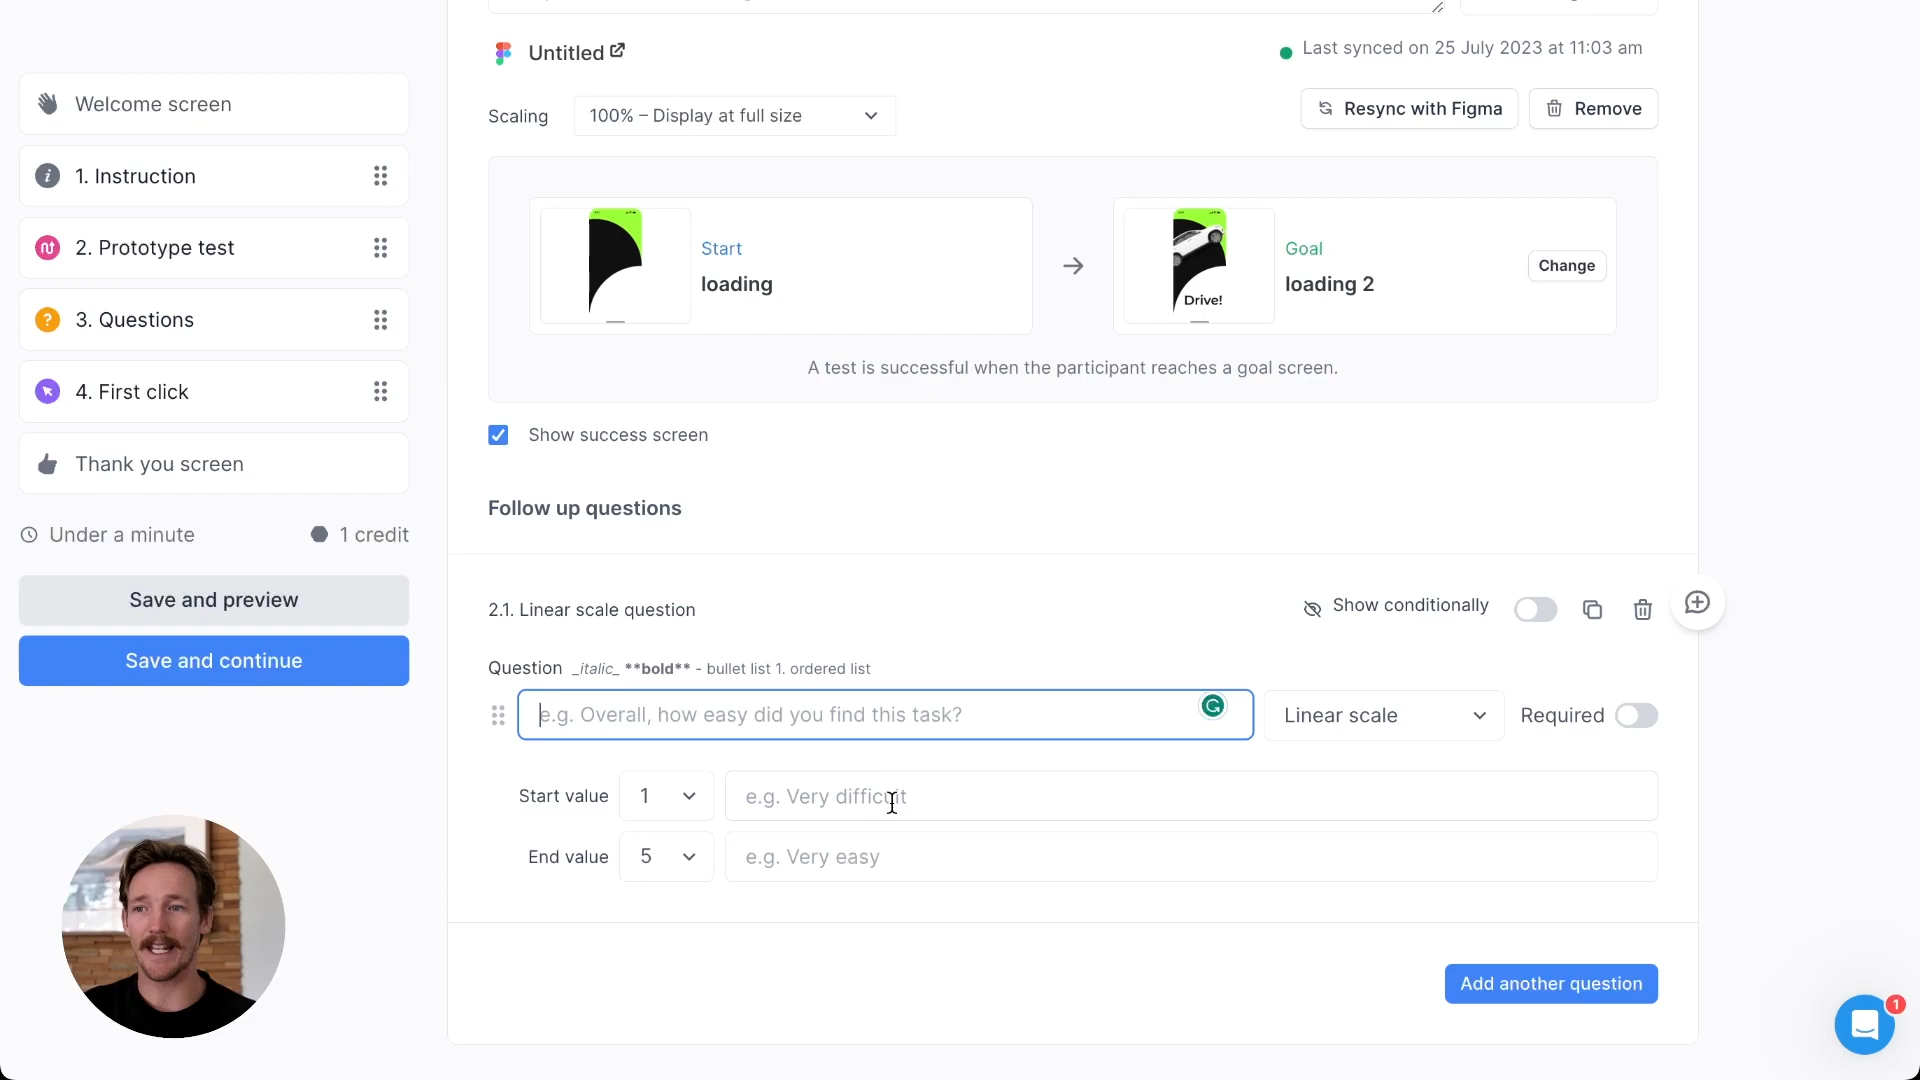 Untitled
Last synced on 25 July 2023 at 11:03 am
Welcome screen
Scaling
100% – Display at full size
Resync with Figma
Remove
1. Instruction
2. Prototype test
Start
loading
Drive!
Goal
loading 2
Change
3. Questions
A test is successful when the participant reaches a goal screen.
4. First click
Show success screen
Thank you screen
Follow up questions
Under a minute
1 credit
Save and preview
Save and continue
2.1. Linear scale question
Show conditionally
Question _italic_ **bold** - bullet list 1. ordered list
e.g. Overall, how easy did you find this task?
Linear scale
Required
Start value
1
e.g. Very difficult
End value
5
e.g. Very easy
Add another question
1